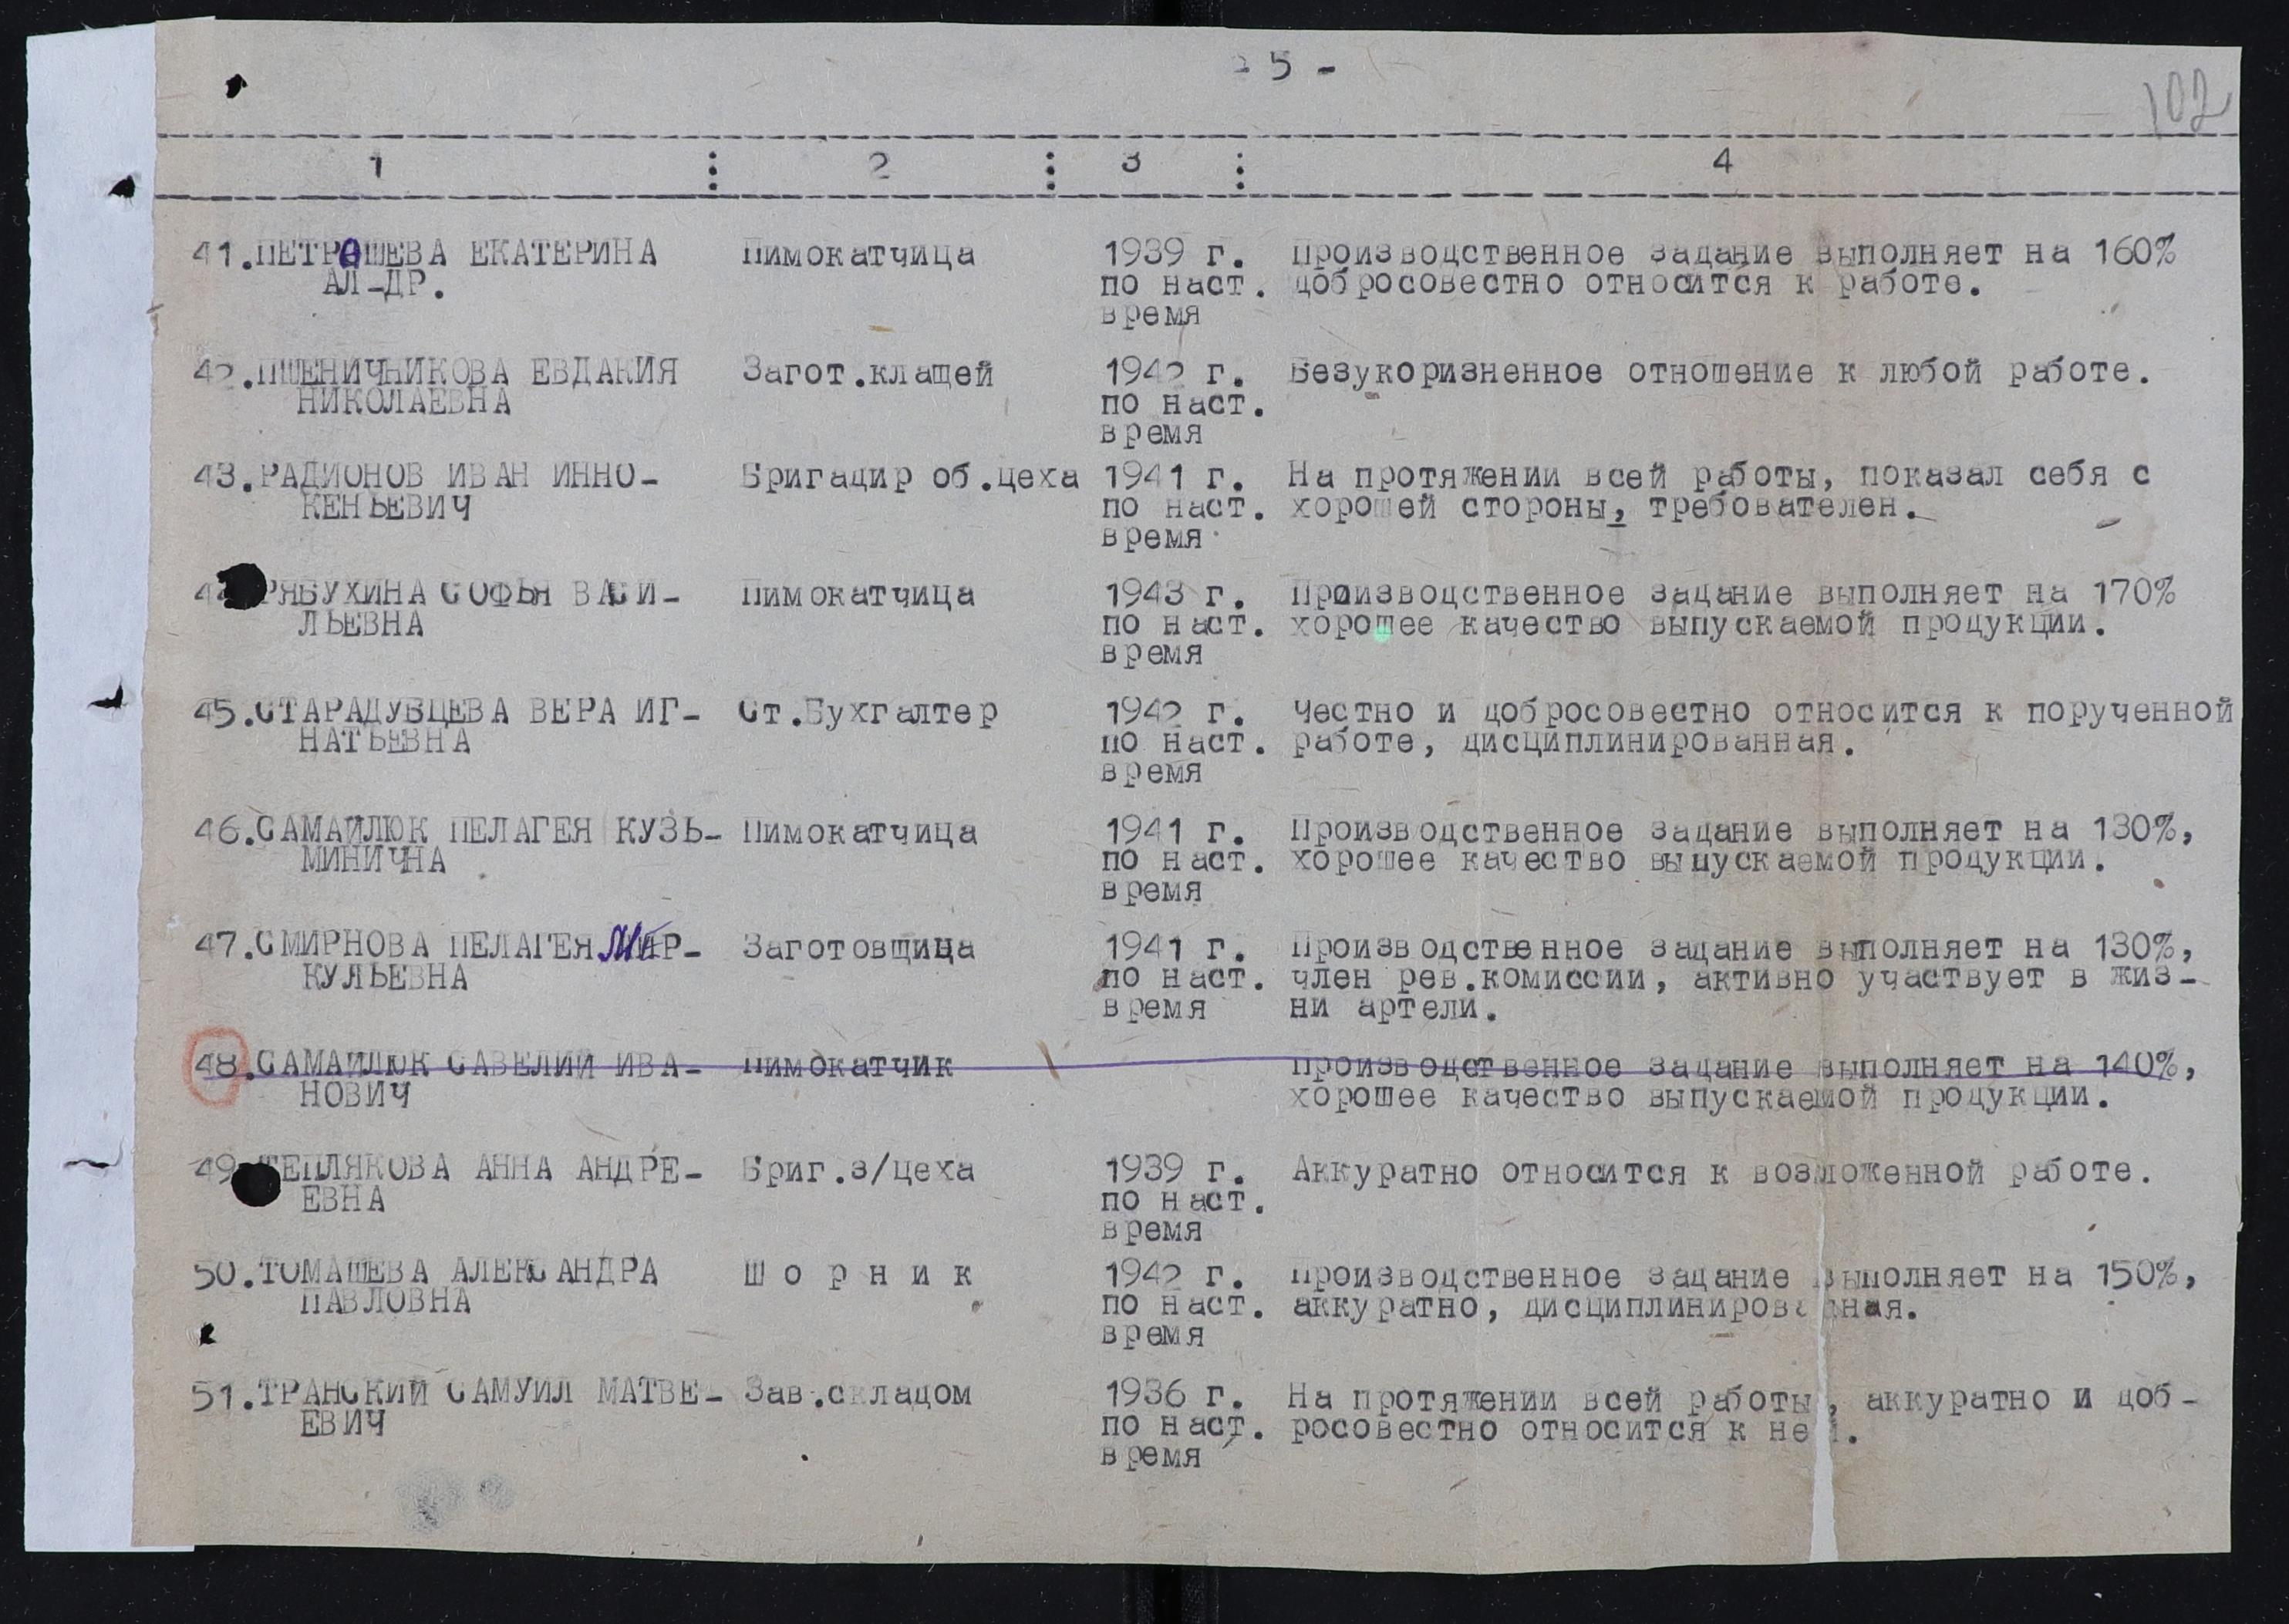 - 5 -
102
1 : 2 : 3 : 4
41.ПЕТРОШЕВА ЕКАТЕРИНА Пимокатчица 1939 г. Производственное задание выполняет на 160%
АЛ-ДР. по наст. добросовестно относится к работе.
время
42.ПШЕНИЧНИКОВА ЕВДАКИЯ Загот.клащей 1942 г. Безукоризненное отношение к любой работе.
НИКОЛАЕВНА по наст.
время
43.РАДИОНОВ ИВАН ИННО- Бригадир об.цеха 1941 г. На протяжении всей работы, показал себя с
КЕНЬЕВИЧ по наст. хорошей стороны, требователен.
время
44 РЯБУХИНА СОФЬЯ ВАСИ- Пимокатчица 1943 г. Производственное задание выполняет на 170%
ЛЬЕВНА по наст. хорошее качество выпускаемой продукции.
время
45.СТАРАДУБЦЕВА ВЕРА ИГ- Ст.Бухгалтер 1942 г. Честно и добросовестно относится к порученной
НАТЬЕВНА по наст. работе, дисциплинированная.
время
46.САМАЙЛЮК ПЕЛАГЕЯ КУЗЬ- Пимокатчица 1941 г. Производственное задание выполняет на 130%,
МИНИЧНА по наст. хорошее качество выпускаемой продукции.
время
47.СМИРНОВА ПЕЛАГЕЯ МЕР- Заготовщица 1941 г. Производственное задание выполняет на 130%,
КУЛЬЕВНА по наст. член рев.комиссии, активно участвует в жиз-
время ни артели.
48.САМАЙЛЮК САВЕЛИЙ ИВА- Пимокатчик Производственное задание выполняет на 140%,
НОВИЧ хорошее качество выпускаемой продукции.
49 ТЕПЛЯКОВА АННА АНДРЕ- Бриг.з/цеха 1939 г. Аккуратно относится к возможенной работе.
ЕВНА по наст.
время
50.ТОМАШЕВА АЛЕКСАНДРА Ш о р н и к 1942 г. Производственное задание выполняет на 150%,
ПАВЛОВНА по наст. аккуратно, дисциплинированная.
время
51.ТРАНСКИЙ САМУИЛ МАТВЕ- Зав.складом 1936 г. На протяжении всей работы, аккуратно и доб-
ЕВИЧ по наст. росовестно относится к ней.
время